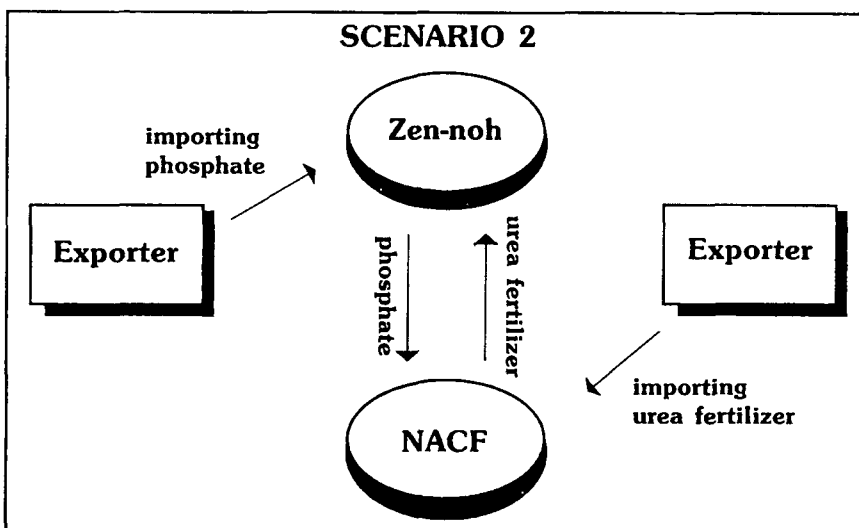 SCENARIO 2
Zen-noh
importing
phosphate
Exporter
phosphate
urea fertilizer
Exporter
importing
urea fertilizer
NACF